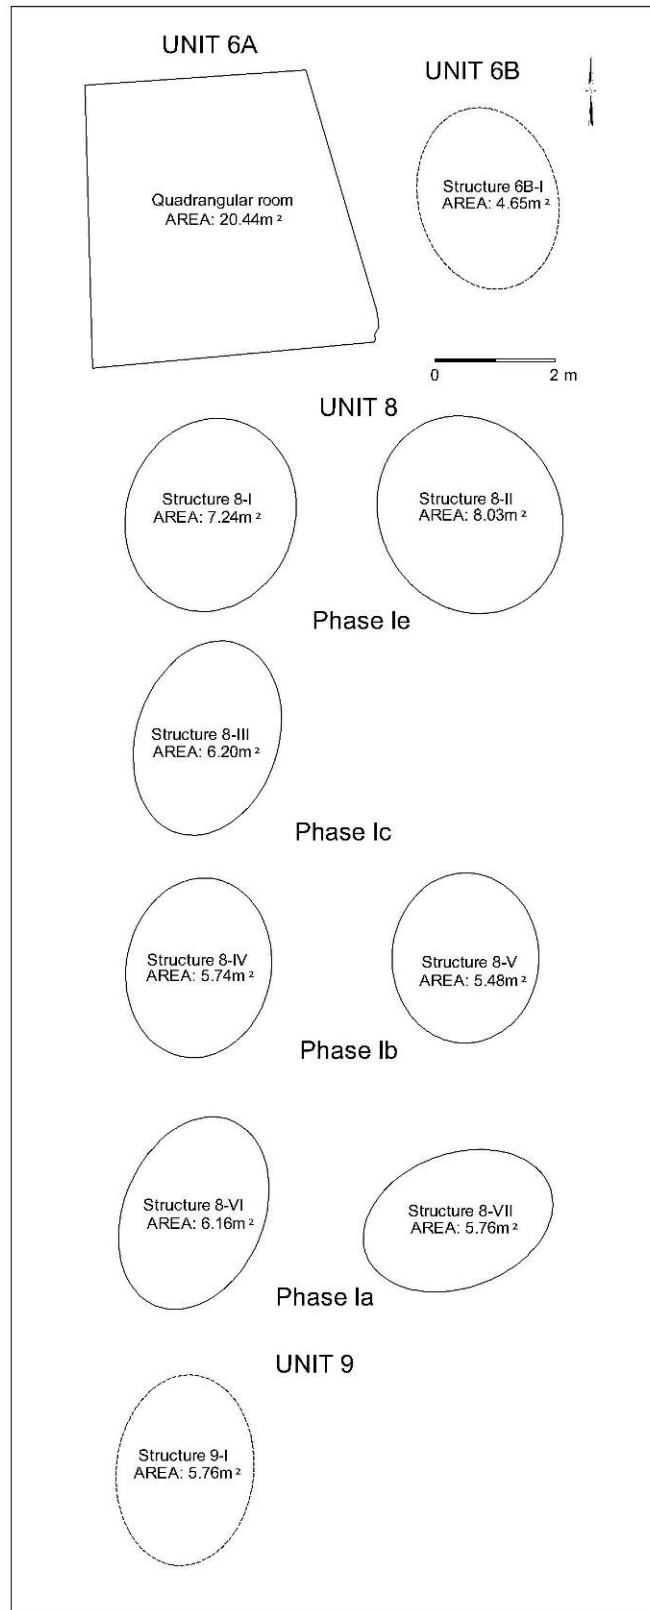 UNIT 6A
UNIT 6B
Quadrangular room
AREA: 20.44m²
Structure 6B-I
AREA: 4.65m²
0 2 m
UNIT 8
Structure 8-I
AREA: 7.24m²
Structure 8-II
AREA: 8.03m²
Phase Ie
Structure 8-III
AREA: 6.20m²
Phase Ic
Structure 8-IV
AREA: 5.74m²
Structure 8-V
AREA: 5.48m²
Phase Ib
Structure 8-VI
AREA: 6.16m²
Structure 8-VII
AREA: 5.76m²
Phase Ia
UNIT 9
Structure 9-I
AREA: 5.76m²